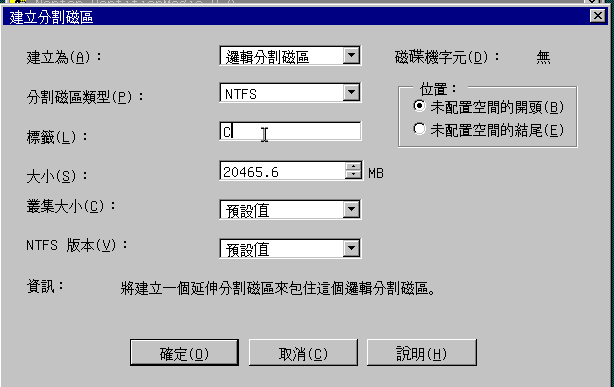 Norton PartitionMagic 8.0
建立分割磁區
建立為(A)： 邏輯分割磁區 磁碟機字元(D)： 無
分割磁區類型(P)： NTFS
位置：
未配置空間的開頭(B)
標籤(L)： C
未配置空間的結尾(E)
大小(S)： 20465.6 MB
叢集大小(C)： 預設值
NTFS 版本(V)： 預設值
資訊： 將建立一個延伸分割磁區來包住這個邏輯分割磁區。
確定(O) 取消(C) 說明(H)